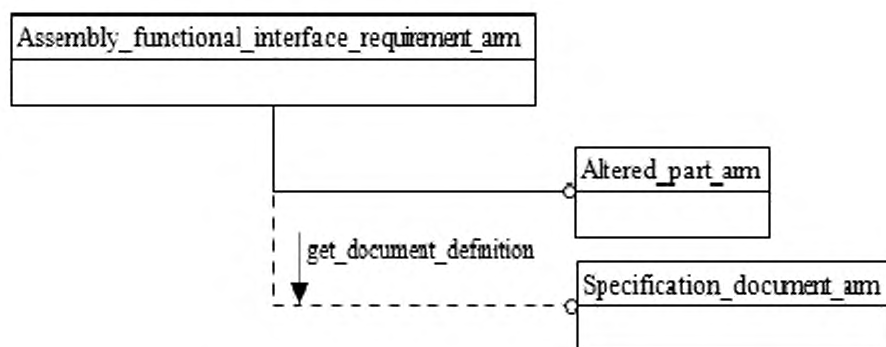 Assembly_functional_interface_requirement_arm
Altered_part_arm
get_document_definition
Specification_document_arm